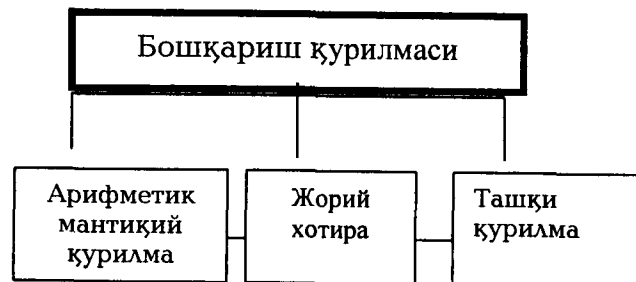 Бошқариш қурилмаси
Арифметик
мантиқий
қурилма
Жорий
хотира
Ташқи
қурилма